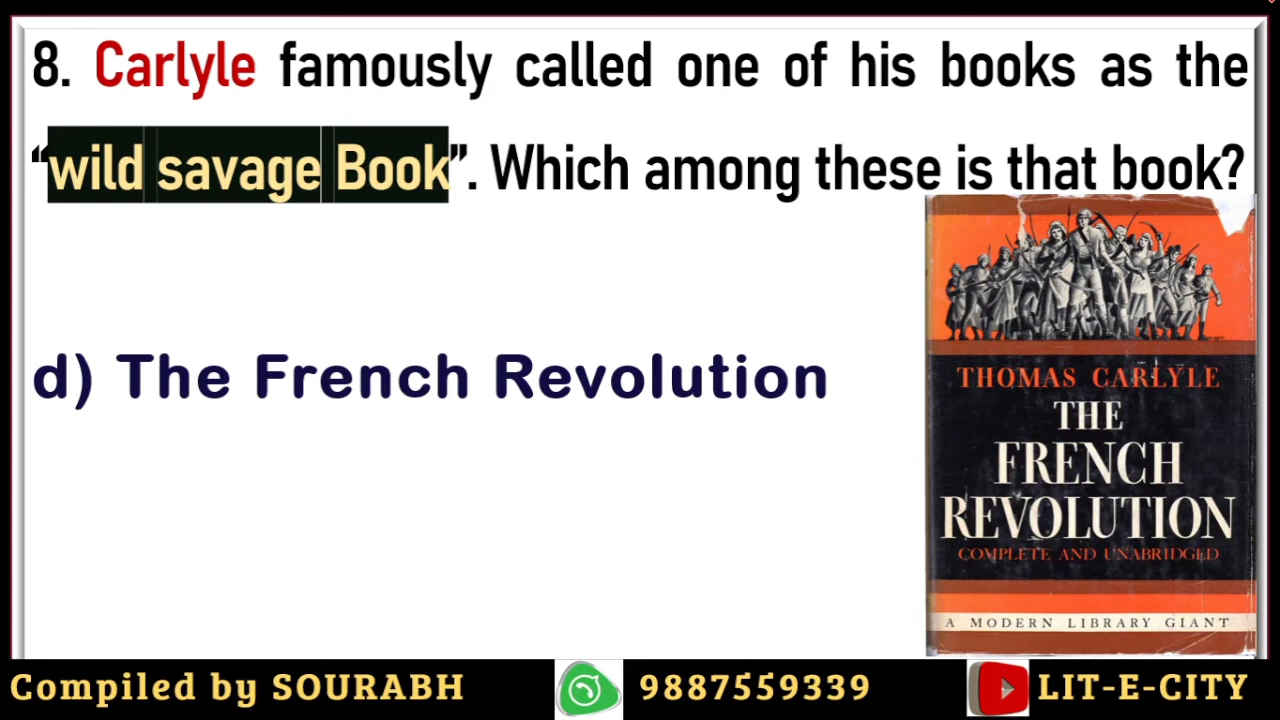 8. Carlyle famously called one of his books as the
“wild savage Book”. Which among these is that book?
d) The French Revolution
THOMAS CARLYLE
THE
FRENCH
REVOLUTION
COMPLETE AND UNABRIDGED
A MODERN LIBRARY GIANT
Compiled by SOURABH 9887559339 LIT-E-CITY